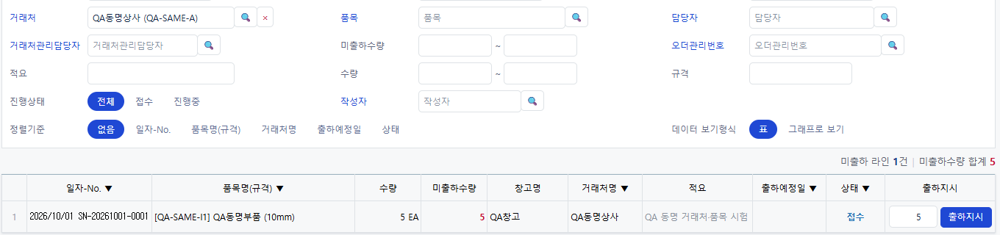 거래처 QA동명상사 (QA-SAME-A) × 품목 품목 담당자 담당자
거래처관리담당자 거래처관리담당자 미출하수량 ~ 오더관리번호 오더관리번호
적요 수량 ~ 규격
진행상태 전체 접수 진행중 작성자 작성자
정렬기준 없음 일자-No. 품목명(규격) 거래처명 출하예정일 상태 데이터 보기형식 표 그래프로 보기
미출하 라인 1건 | 미출하수량 합계 5
일자-No. ▼ 품목명(규격) ▼ 수량 미출하수량 창고명 거래처명 ▼ 적요 출하예정일 ▼ 상태 ▼ 출하지시
1 2026/10/01 SN-20261001-0001 [QA-SAME-I1] QA동명부품 (10mm) 5 EA 5 QA창고 QA동명상사 QA 동명 거래처·품목 시험 접수 5 출하지시